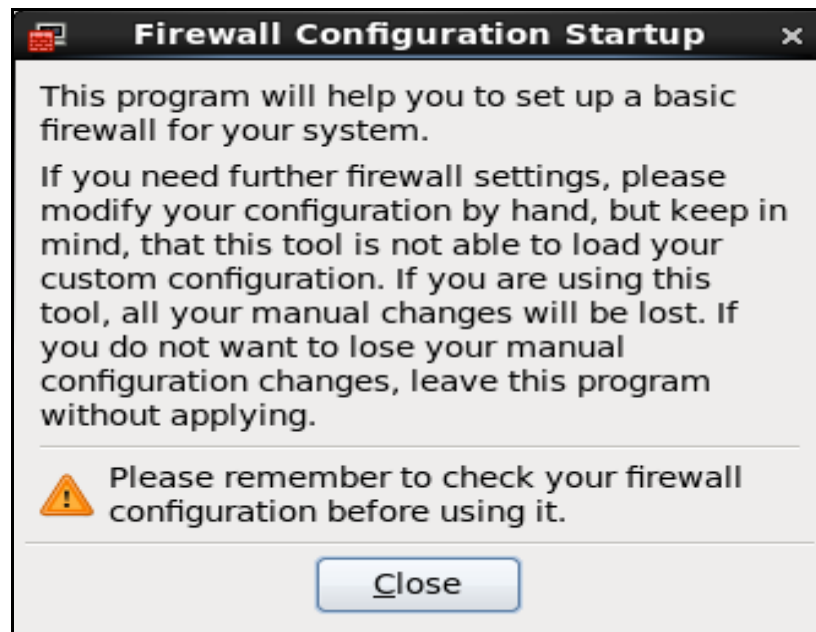 Firewall Configuration Startup
This program will help you to set up a basic
firewall for your system.
If you need further firewall settings, please
modify your configuration by hand, but keep in
mind, that this tool is not able to load your
custom configuration. If you are using this
tool, all your manual changes will be lost. If
you do not want to lose your manual
configuration changes, leave this program
without applying.
Please remember to check your firewall
configuration before using it.
Close